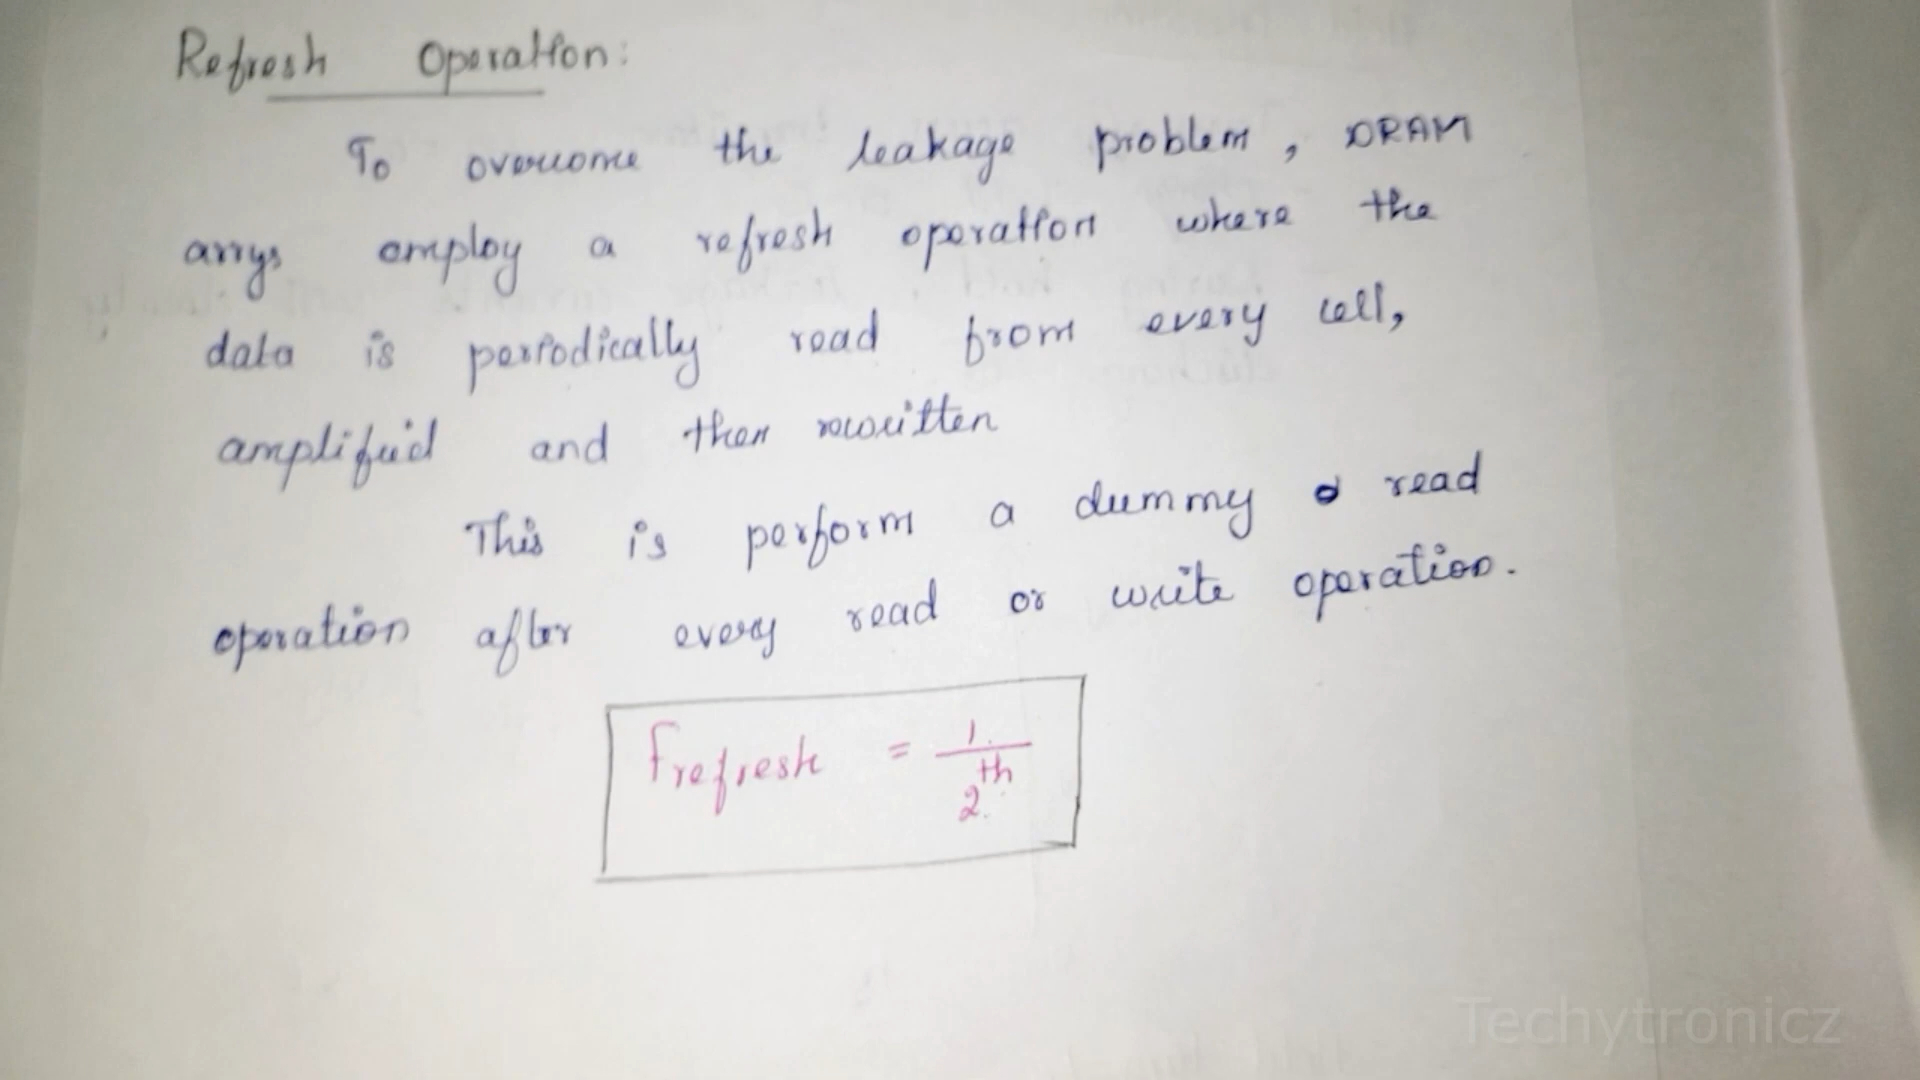 Refresh Operation:
To overcome the leakage problem, DRAM
arrys employ a refresh operation where the
data is periodically read from every cell,
amplified and then rewritten
This is perform a dummy read
operation after every read or write operation.
Frefresh = 1 / 2^th
Techytronicz